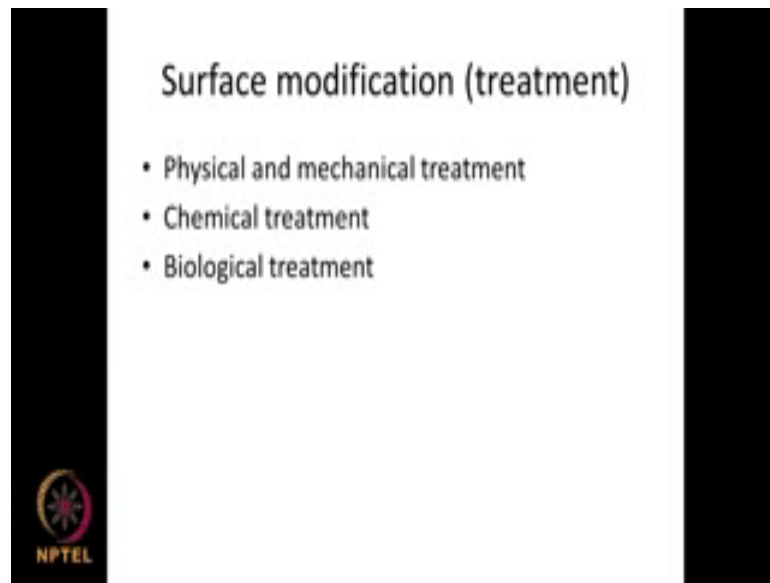 Surface modification (treatment)
• Physical and mechanical treatment
• Chemical treatment
• Biological treatment
NPTEL